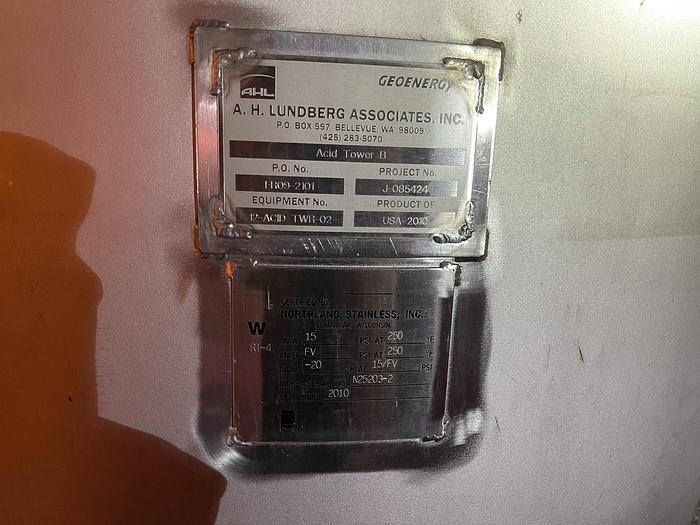 AHL
GEOENERGY
A. H. LUNDBERG ASSOCIATES, INC.
P.O. BOX 597 BELLEVUE, WA 98009
(425) 283-5070
Acid Tower B
P.O. No. PROJECT No.
FR09-2101 J-085424
EQUIPMENT No. PRODUCT OF
12-ACID TWR-02 USA-2010
CERTIFIED BY
NORTHLAND STAINLESS, INC.
TOMAHAWK, WISCONSIN
W
RT-4
MAWP 15 PSI AT 250 °F
MAEP FV PSI AT 250 °F
MDMT -20 °F AT 15/FV PSI
MFRS SERIAL NO. N25203-2
YEAR BUILT 2010